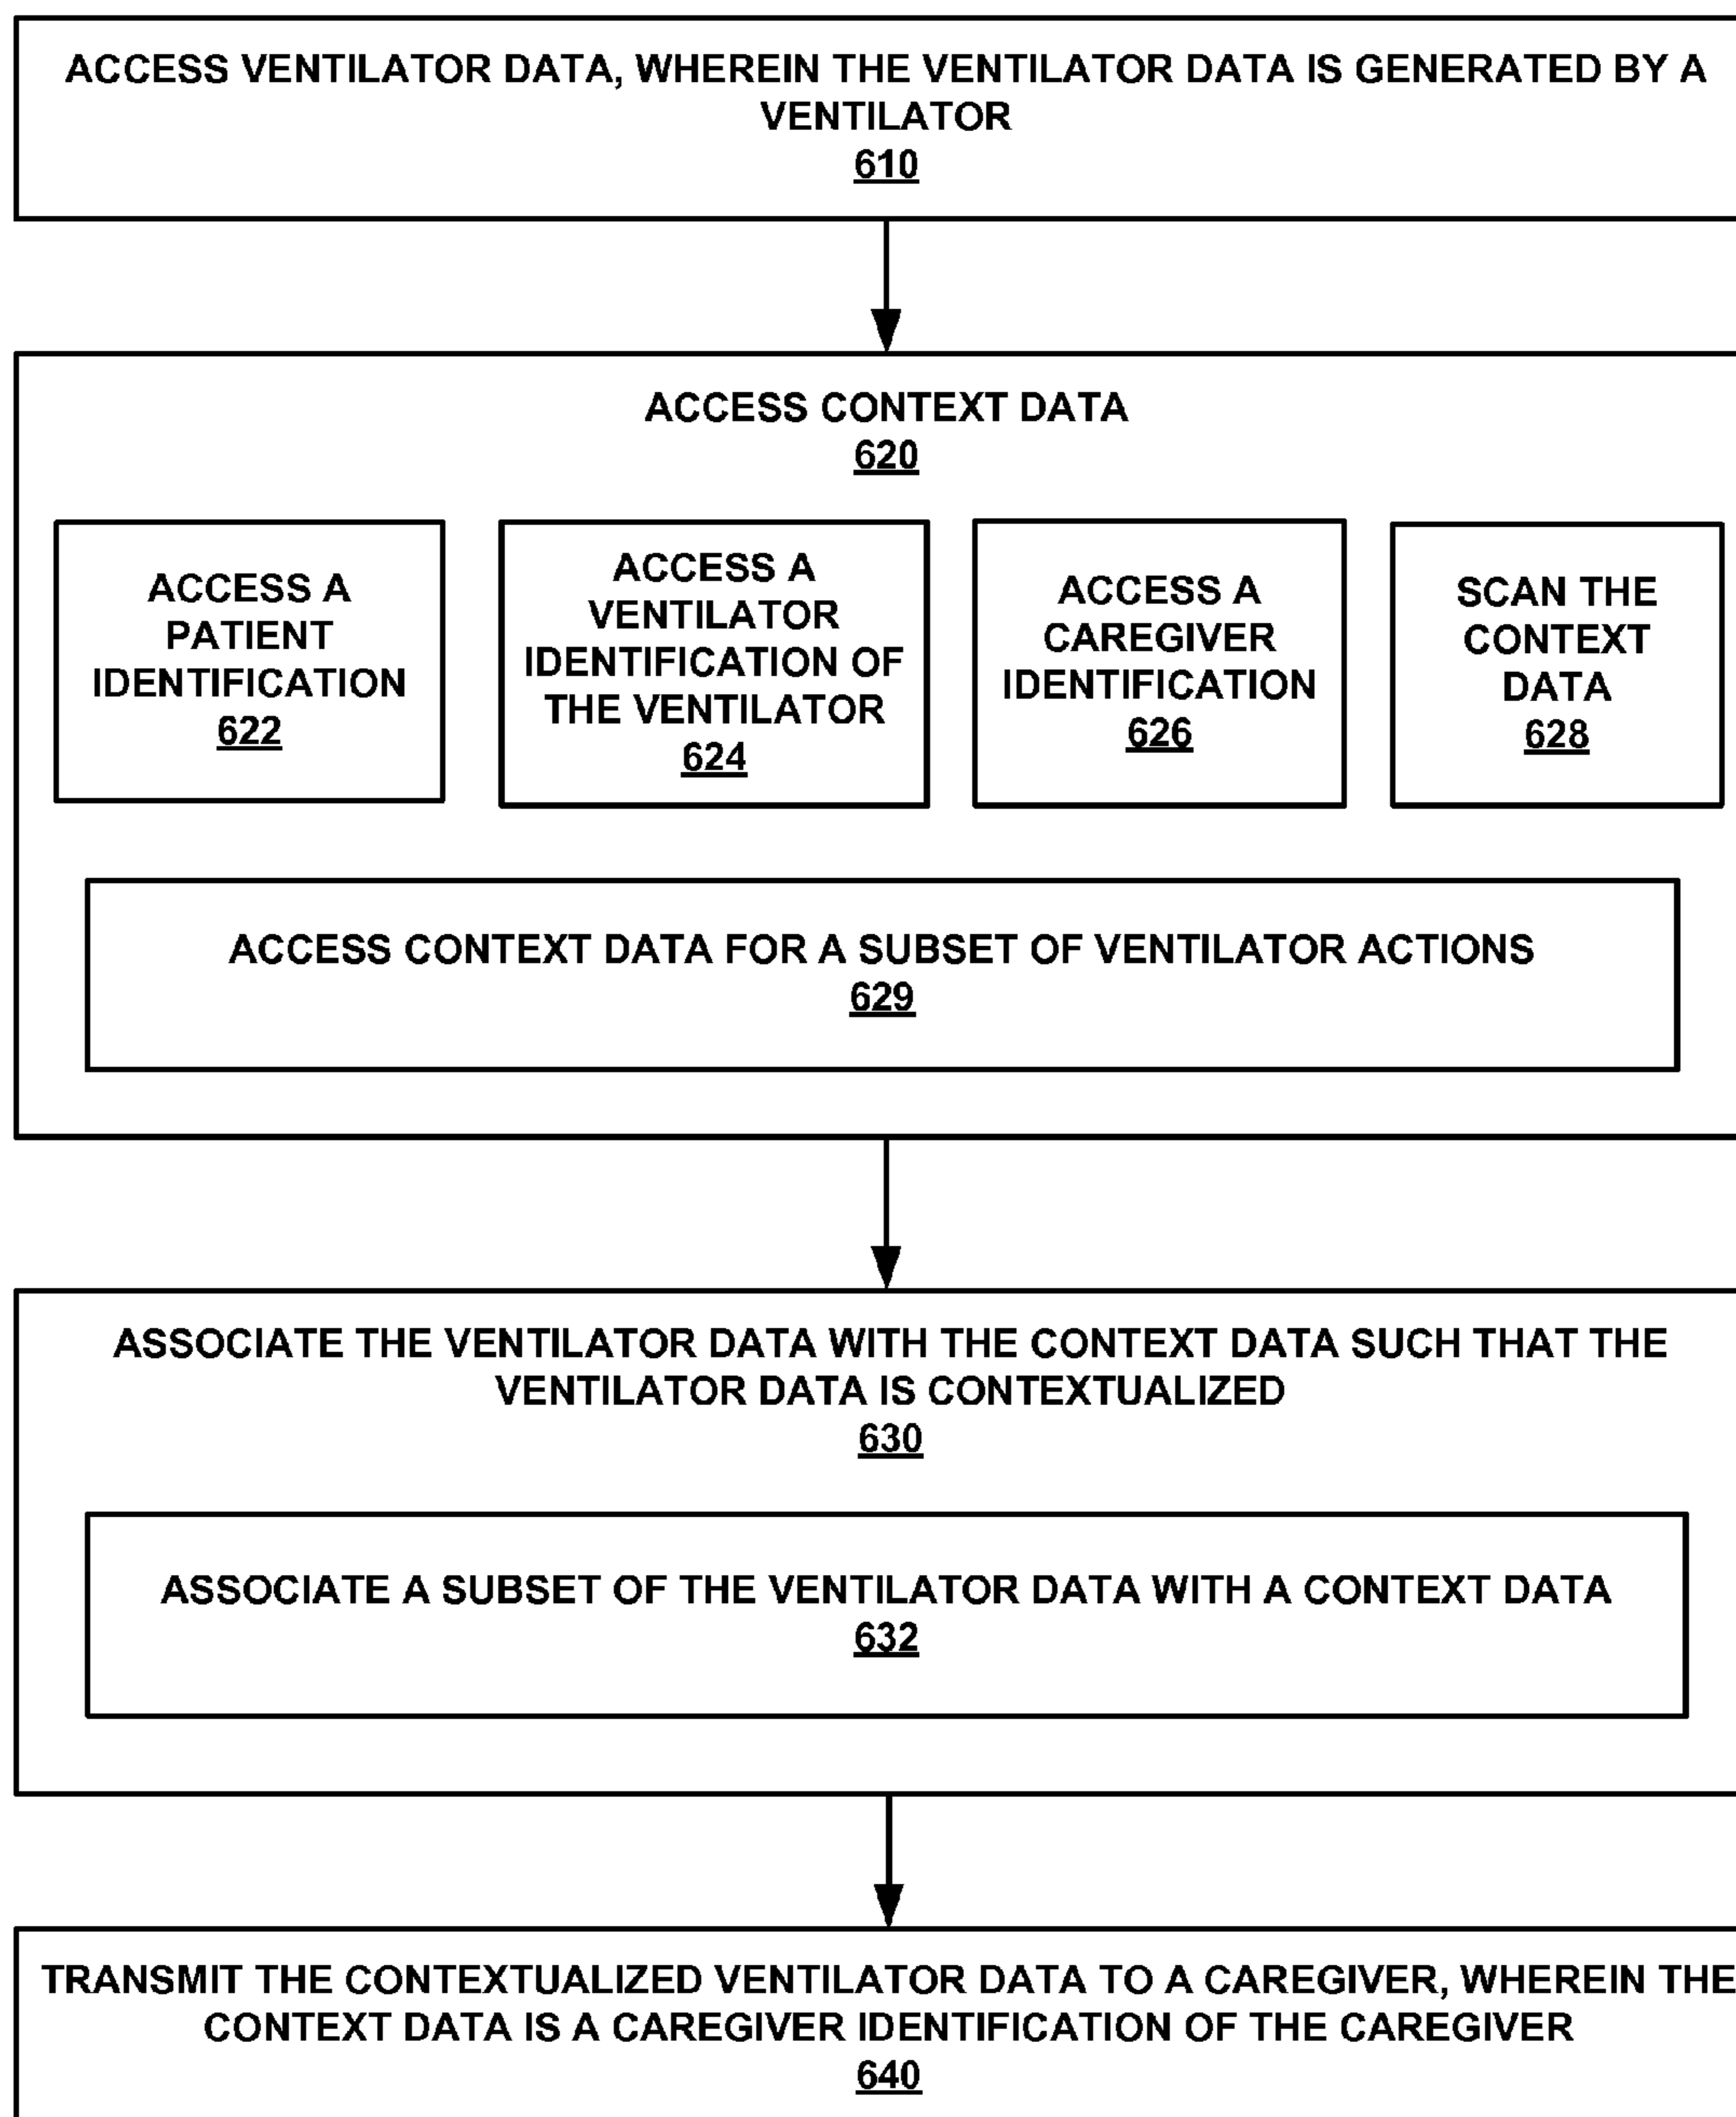 ACCESS VENTILATOR DATA, WHEREIN THE VENTILATOR DATA IS GENERATED BY A
VENTILATOR
610
ACCESS CONTEXT DATA
620
ACCESS A
PATIENT
IDENTIFICATION
622
ACCESS A
VENTILATOR
IDENTIFICATION OF
THE VENTILATOR
624
ACCESS A
CAREGIVER
IDENTIFICATION
626
SCAN THE
CONTEXT
DATA
628
ACCESS CONTEXT DATA FOR A SUBSET OF VENTILATOR ACTIONS
629
ASSOCIATE THE VENTILATOR DATA WITH THE CONTEXT DATA SUCH THAT THE
VENTILATOR DATA IS CONTEXTUALIZED
630
ASSOCIATE A SUBSET OF THE VENTILATOR DATA WITH A CONTEXT DATA
632
TRANSMIT THE CONTEXTUALIZED VENTILATOR DATA TO A CAREGIVER, WHEREIN THE
CONTEXT DATA IS A CAREGIVER IDENTIFICATION OF THE CAREGIVER
640